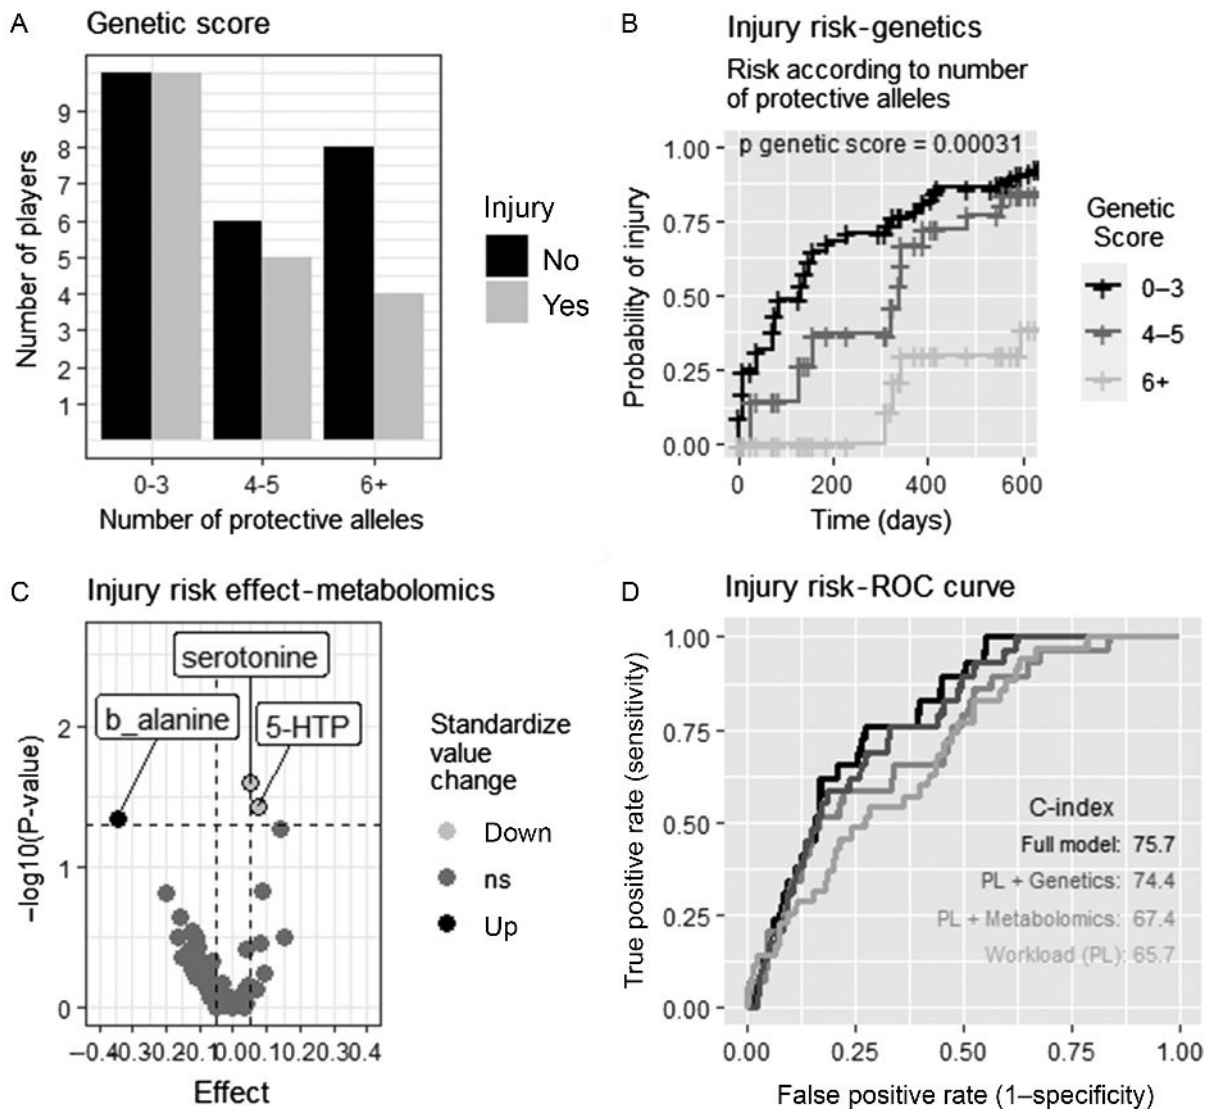 A
Genetic score
Number of players
9
8
7
6
5
4
3
2
1
0-3
4-5
6+
Number of protective alleles
Injury
No
Yes
B
Injury risk-genetics
Risk according to number
of protective alleles
p genetic score = 0.00031
Probability of injury
1.00
0.75
0.50
0.25
0.00
0
200
400
600
Time (days)
Genetic
Score
0–3
4–5
6+
C
Injury risk effect-metabolomics
serotonine
b_alanine
5-HTP
−log10(P-value)
2
1
0
−0.4 0.3 0.2 0.1 0.0 0.1 0.2 0.3 0.4
Effect
Standardize
value
change
Down
ns
Up
D
Injury risk-ROC curve
True positive rate (sensitivity)
1.00
0.75
0.50
0.25
0.00
C-index
Full model: 75.7
PL + Genetics: 74.4
PL + Metabolomics: 67.4
Workload (PL): 65.7
0.00
0.25
0.50
0.75
1.00
False positive rate (1–specificity)